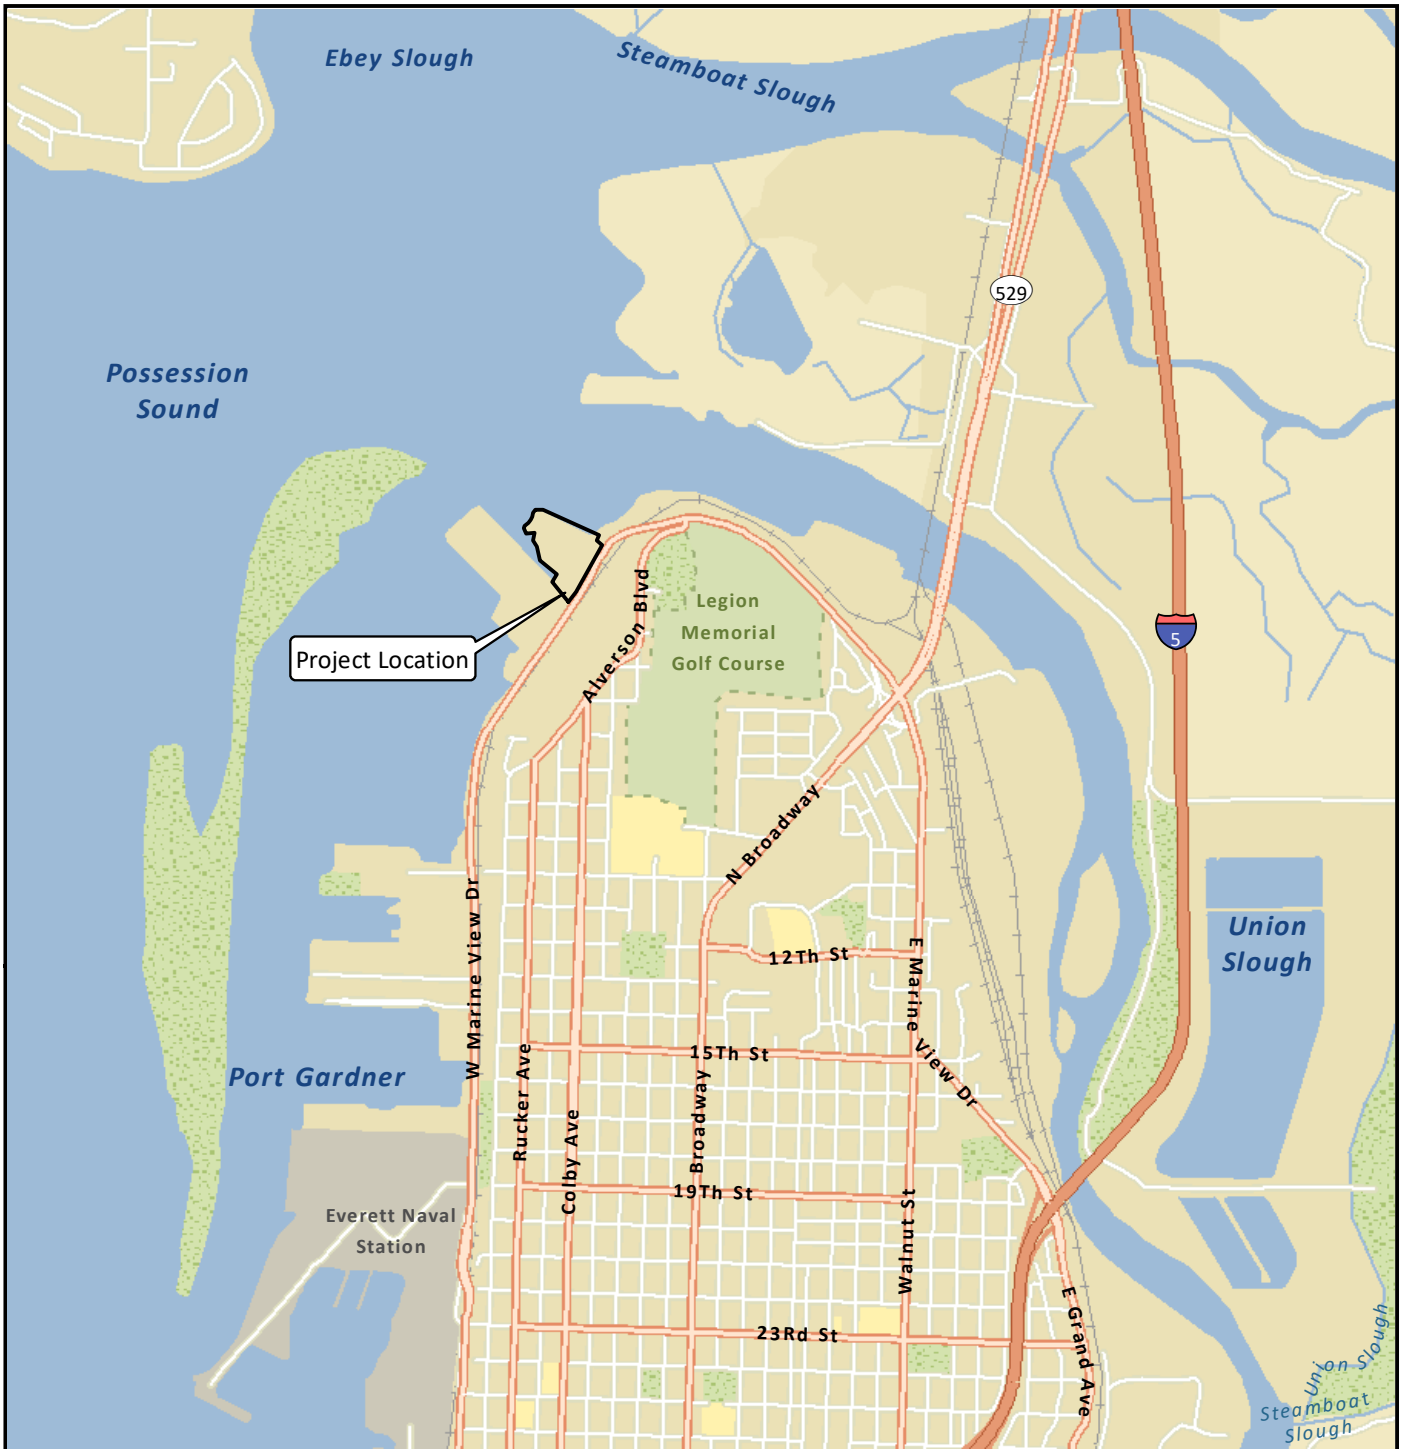 Ebey Slough
Steamboat Slough
529
Possession
Sound
Project Location
Alverson Blvd
Legion
Memorial
Golf Course
5
N Broadway
W Marine View Dr
12Th St
E Marine View Dr
Union
Slough
15Th St
Port Gardner
Rucker Ave
Colby Ave
Broadway
19Th St
Walnut St
Everett Naval
Station
23Rd St
E Grand Ave
Union Slough
Steamboat
Slough